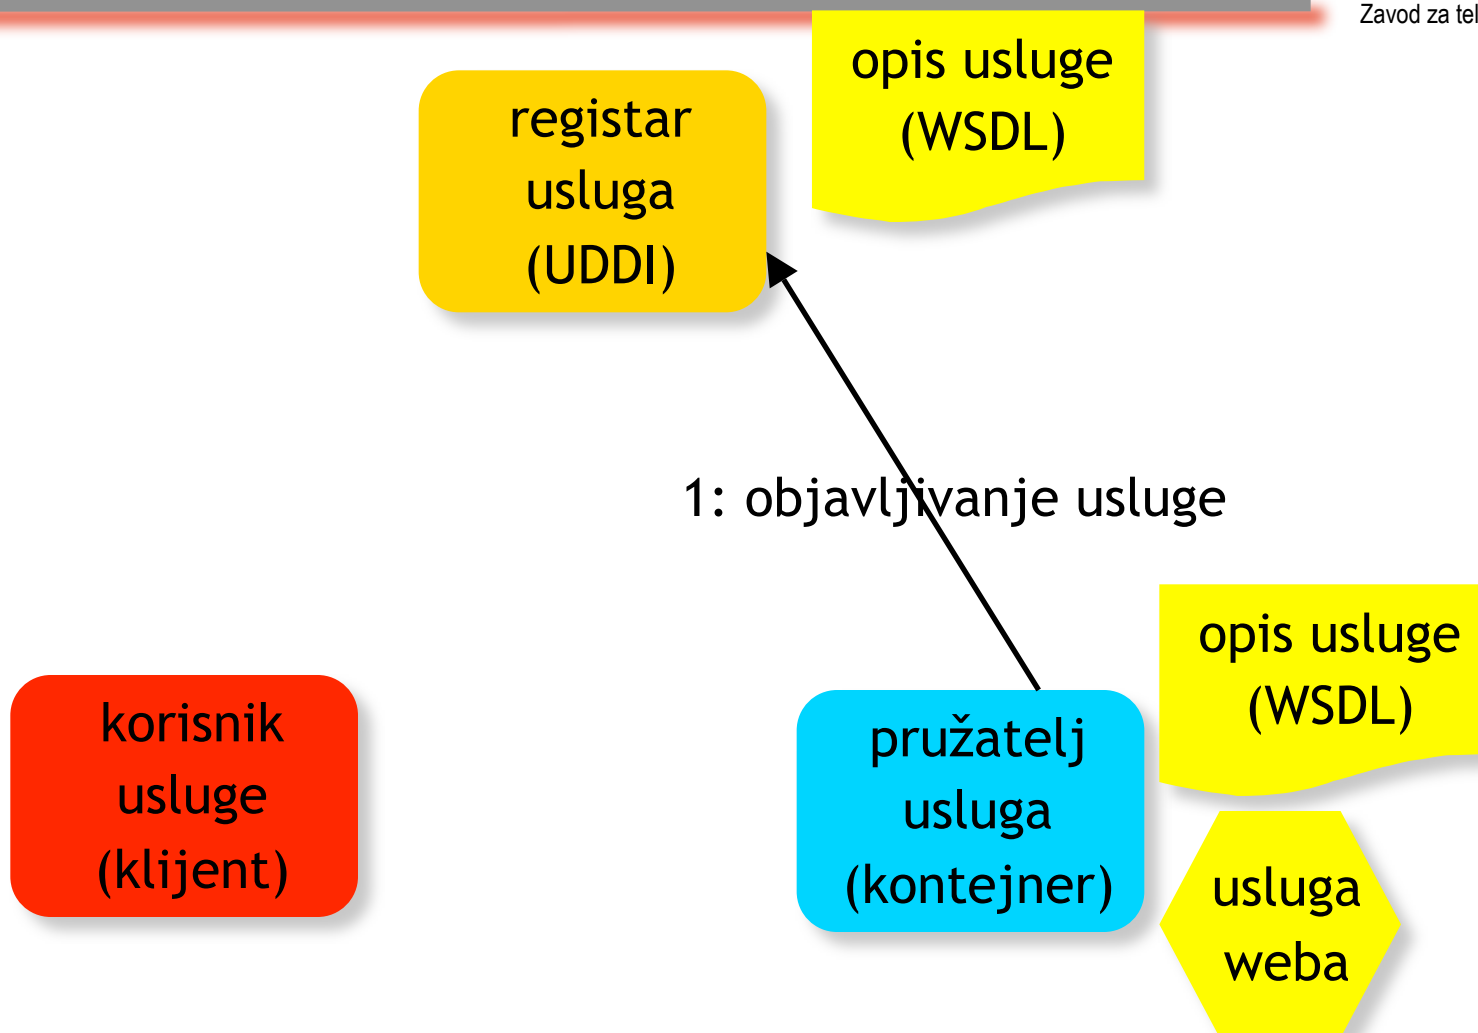 Zavod za tel
opis usluge
(WSDL)
registar
usluga
(UDDI)
1: objavljivanje usluge
opis usluge
(WSDL)
korisnik
usluge
(klijent)
pružatelj
usluga
(kontejner)
usluga
weba